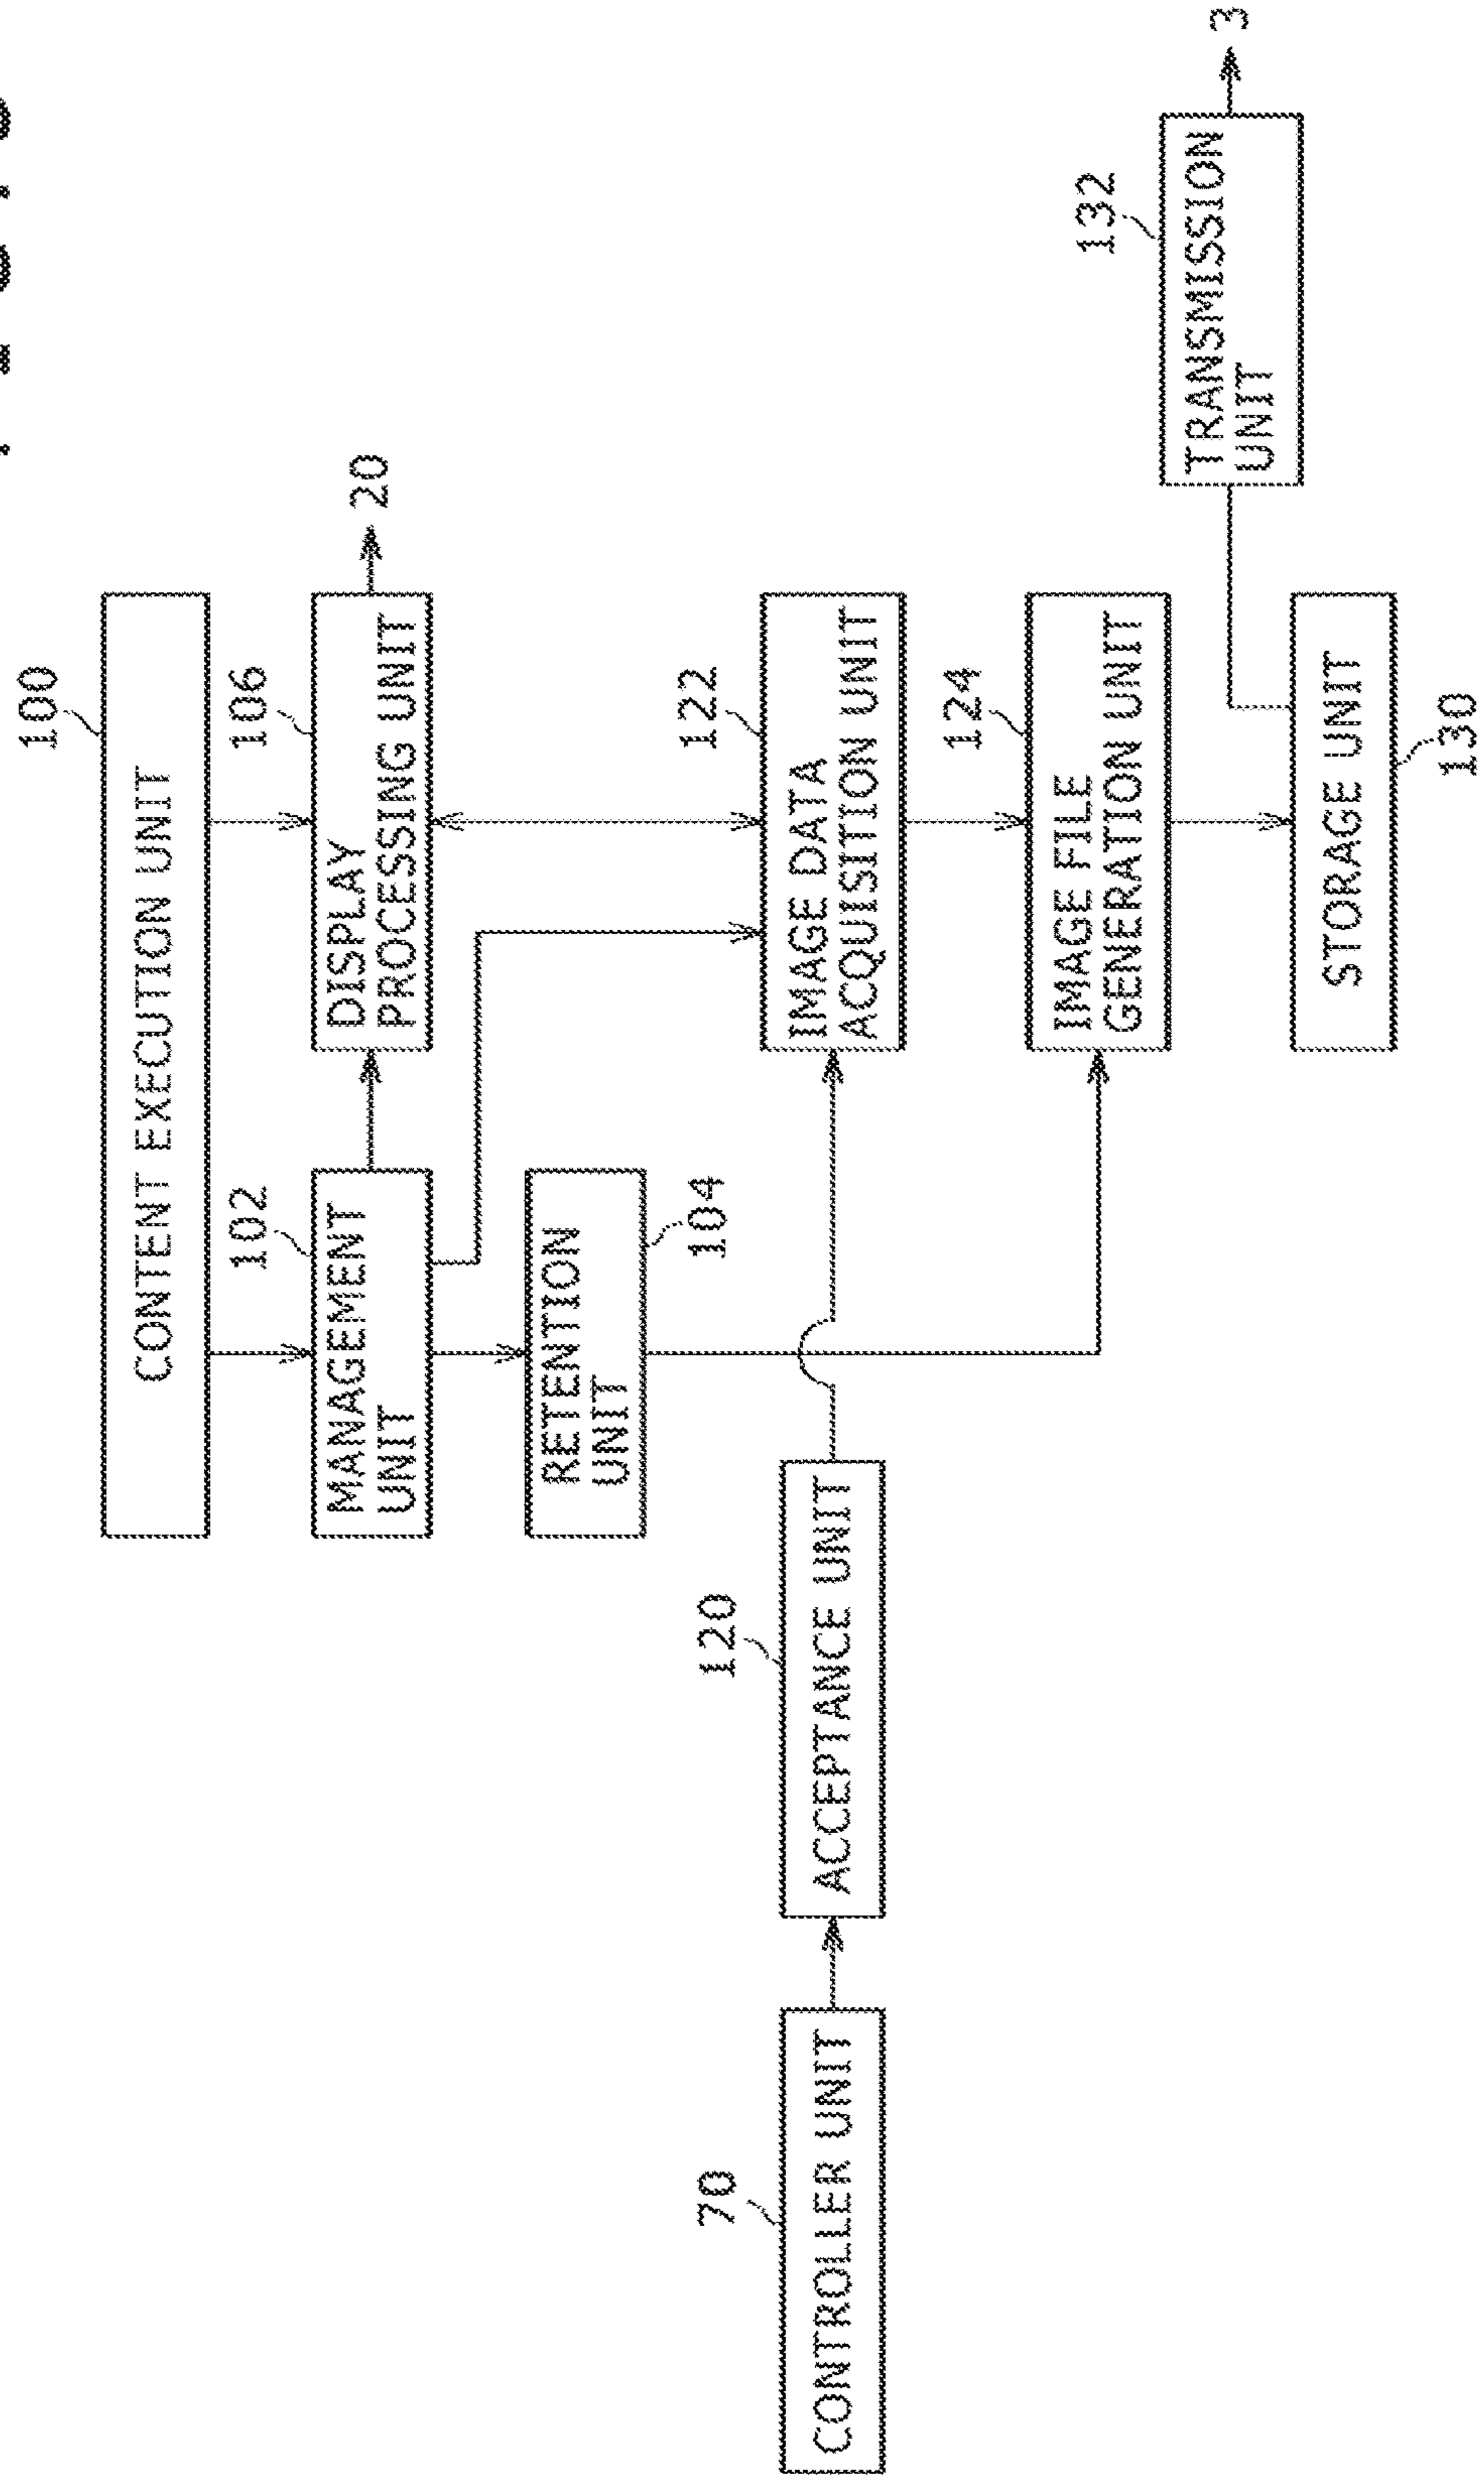 100
CONTENT EXECUTION UNIT
102
106
MANAGEMENT
UNIT
DISPLAY
PROCESSING UNIT
20
RETENTION
UNIT
104
70
120
122
CONTROLLER UNIT
ACCEPTANCE UNIT
IMAGE DATA
ACQUISITION UNIT
124
IMAGE FILE
GENERATION UNIT
132
TRANSMISSION
UNIT
3
STORAGE UNIT
130